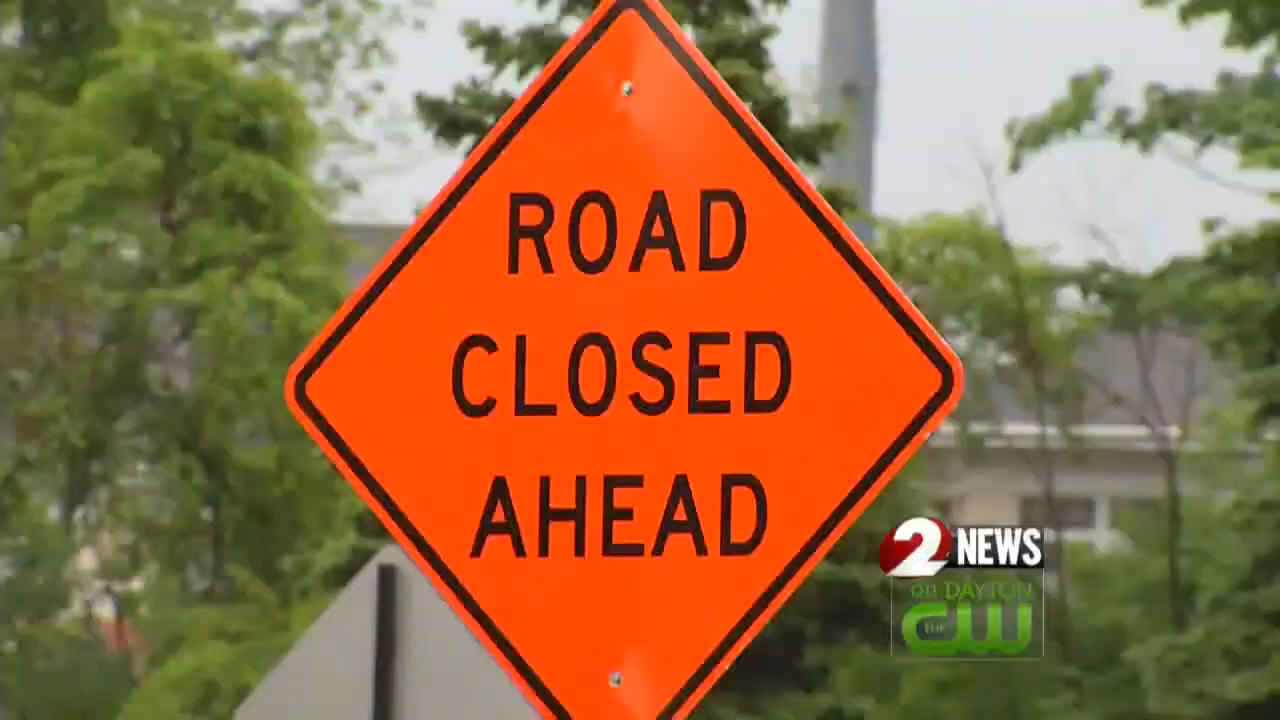 ROAD
CLOSED
AHEAD
2 NEWS
on DAYTON
THE CW